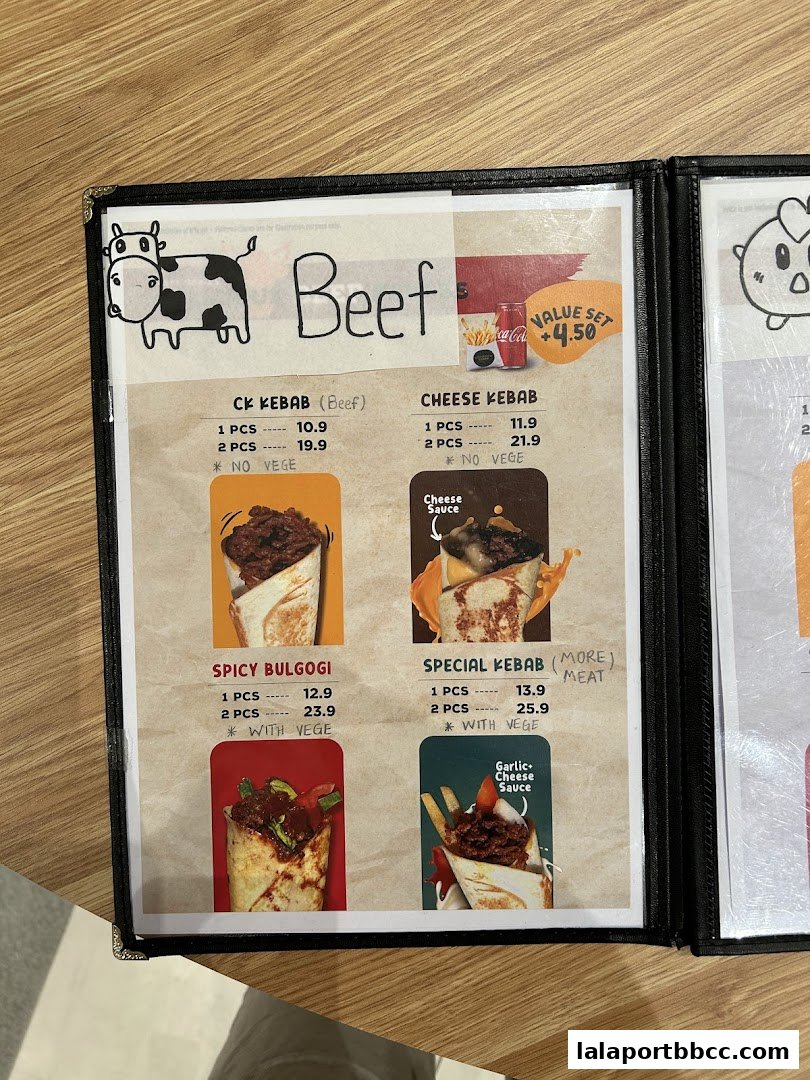 Beef
S
VALUE SET
+4.50
Coca-Cola
CK KEBAB (Beef)
1 PCS ----- 10.9
2 PCS ----- 19.9
* NO VEGE
CHEESE KEBAB
1 PCS ----- 11.9
2 PCS ----- 21.9
* NO VEGE
Cheese
Sauce
SPICY BULGOGI
1 PCS ----- 12.9
2 PCS ----- 23.9
* WITH VEGE
SPECIAL KEBAB (MORE)
MEAT
1 PCS ----- 13.9
2 PCS ----- 25.9
* WITH VEGE
Garlic+
Cheese
Sauce
lalaportbbcc.com